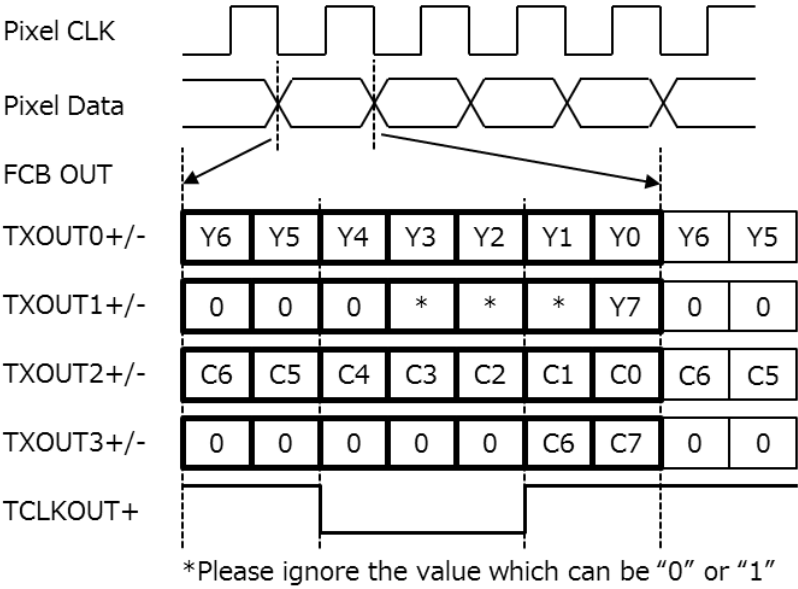 Pixel CLK
Pixel Data
FCB OUT
TXOUT0+/- Y6 Y5 Y4 Y3 Y2 Y1 Y0 Y6 Y5
TXOUT1+/- 0 0 0 * * * Y7 0 0
TXOUT2+/- C6 C5 C4 C3 C2 C1 C0 C6 C5
TXOUT3+/- 0 0 0 0 0 C6 C7 0 0
TCLKOUT+
*Please ignore the value which can be “0” or “1”